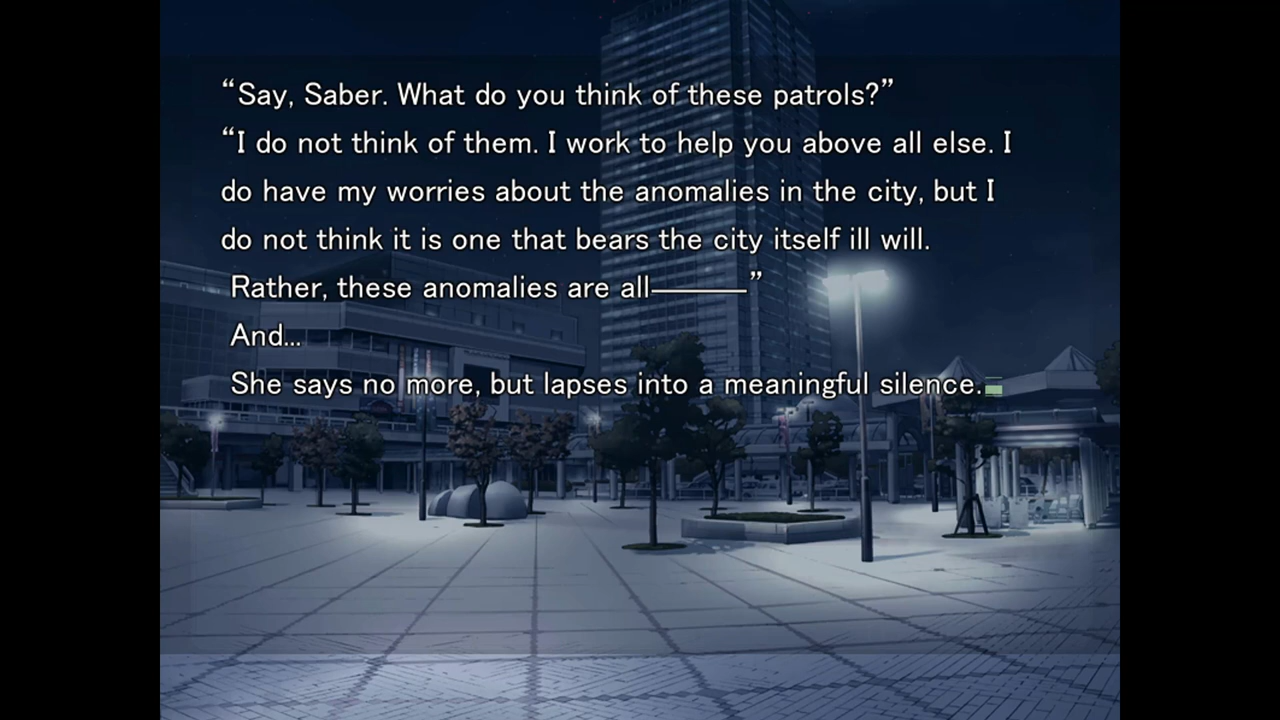 “Say, Saber. What do you think of these patrols?”
“I do not think of them. I work to help you above all else. I
do have my worries about the anomalies in the city, but I
do not think it is one that bears the city itself ill will.
Rather, these anomalies are all———”
And...
She says no more, but lapses into a meaningful silence.